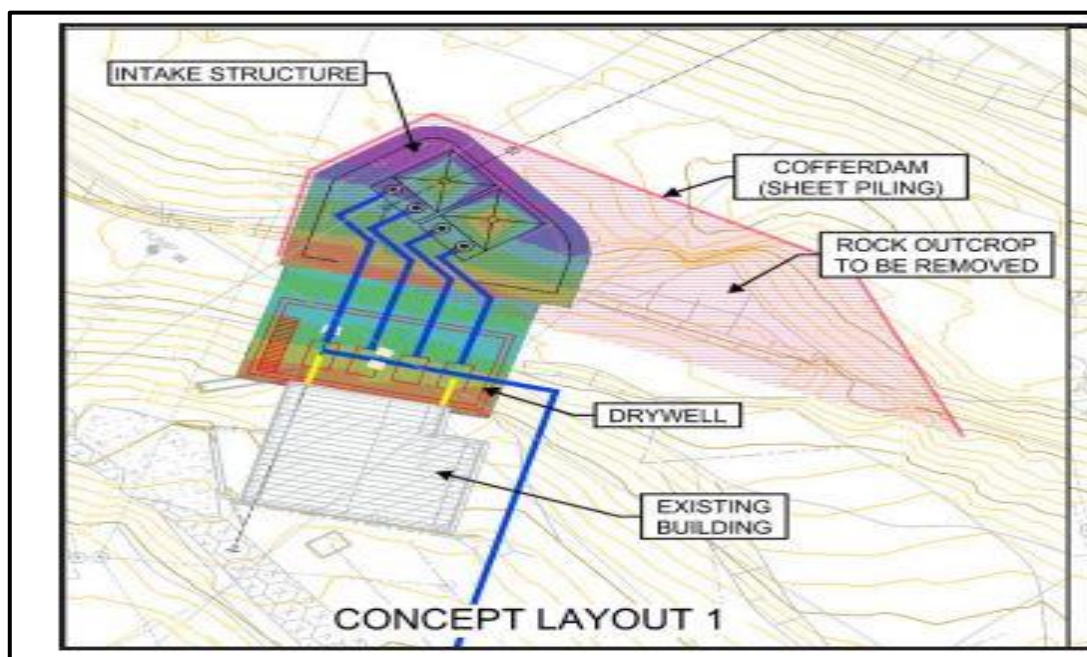 INTAKE STRUCTURE
COFFERDAM
(SHEET PILING)
ROCK OUTCROP
TO BE REMOVED
DRYWELL
EXISTING
BUILDING
CONCEPT LAYOUT 1